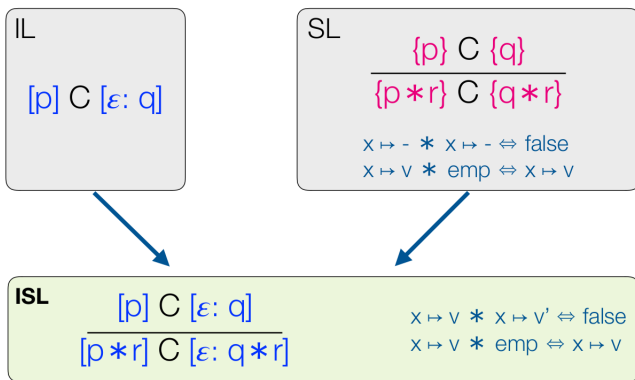 IL
[p] C [ε: q]
SL
{p} C {q}
{p ∗ r} C {q ∗ r}
x ↦ - ∗ x ↦ - ⇔ false
x ↦ v ∗ emp ⇔ x ↦ v
ISL
[p] C [ε: q]
[p ∗ r] C [ε: q ∗ r]
x ↦ v ∗ x ↦ v' ⇔ false
x ↦ v ∗ emp ⇔ x ↦ v